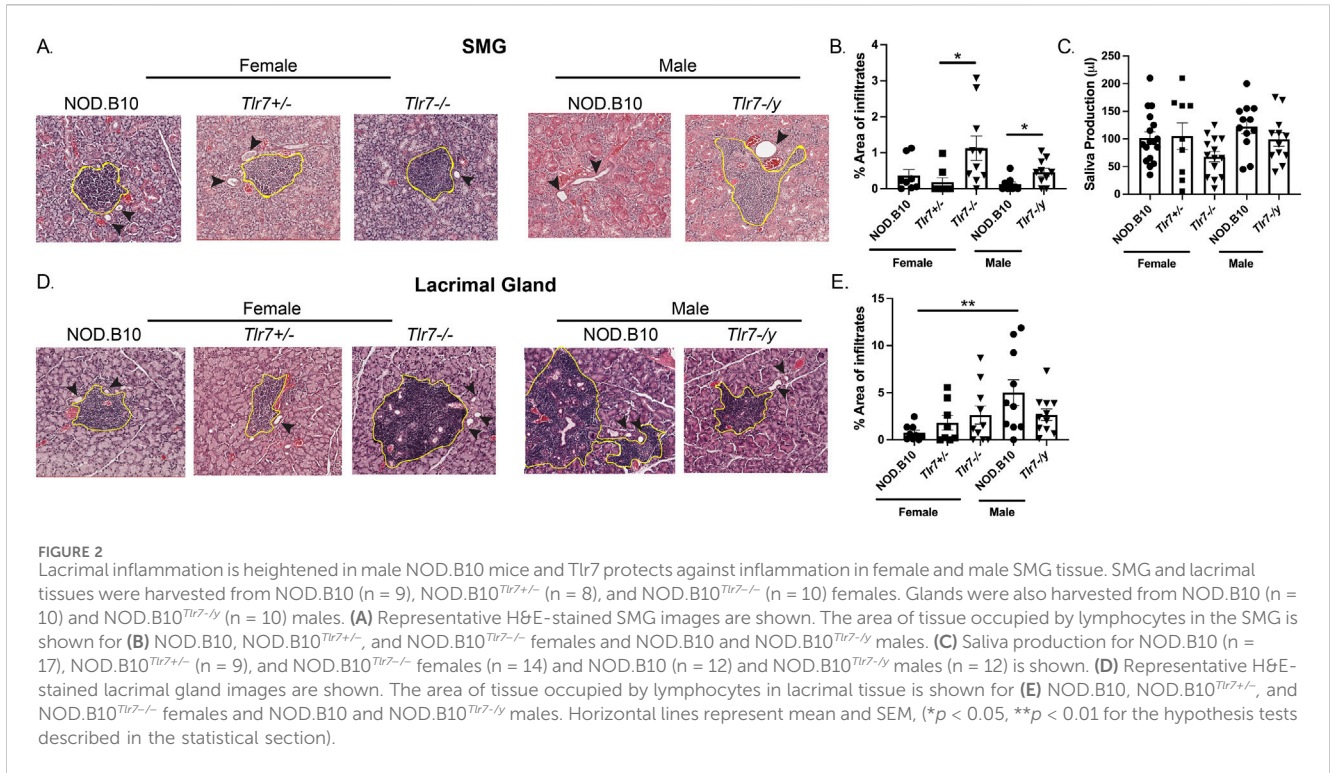 A.
SMG
Female
Male
NOD.B10
Tlr7+/-
Tlr7-/-
NOD.B10
Tlr7-/y
B.
% Area of infiltrates
4
3
2
1
0
*
*
NOD.B10
Tlr7+/-
Tlr7-/-
NOD.B10
Tlr7-/y
Female
Male
C.
Saliva Production (µl)
250
200
150
100
50
0
NOD.B10
Tlr7+/-
Tlr7-/-
NOD.B10
Tlr7-/y
Female
Male
D.
Lacrimal Gland
Female
Male
NOD.B10
Tlr7+/-
Tlr7-/-
NOD.B10
Tlr7-/y
E.
% Area of infiltrates
15
10
5
0
**
NOD.B10
Tlr7+/-
Tlr7-/-
NOD.B10
Tlr7-/y
Female
Male
FIGURE 2
Lacrimal inflammation is heightened in male NOD.B10 mice and Tlr7 protects against inflammation in female and male SMG tissue. SMG and lacrimal
tissues were harvested from NOD.B10 (n = 9), NOD.B10Tlr7+/− (n = 8), and NOD.B10Tlr7−/− (n = 10) females. Glands were also harvested from NOD.B10 (n =
10) and NOD.B10Tlr7-/y (n = 10) males. (A) Representative H&E-stained SMG images are shown. The area of tissue occupied by lymphocytes in the SMG is
shown for (B) NOD.B10, NOD.B10Tlr7+/−, and NOD.B10Tlr7−/− females and NOD.B10 and NOD.B10Tlr7-/y males. (C) Saliva production for NOD.B10 (n =
17), NOD.B10Tlr7+/− (n = 9), and NOD.B10Tlr7−/− females (n = 14) and NOD.B10 (n = 12) and NOD.B10Tlr7-/y males (n = 12) is shown. (D) Representative H&E-
stained lacrimal gland images are shown. The area of tissue occupied by lymphocytes in lacrimal tissue is shown for (E) NOD.B10, NOD.B10Tlr7+/−, and
NOD.B10Tlr7−/− females and NOD.B10 and NOD.B10Tlr7-/y males. Horizontal lines represent mean and SEM, (*p < 0.05, **p < 0.01 for the hypothesis tests
described in the statistical section).